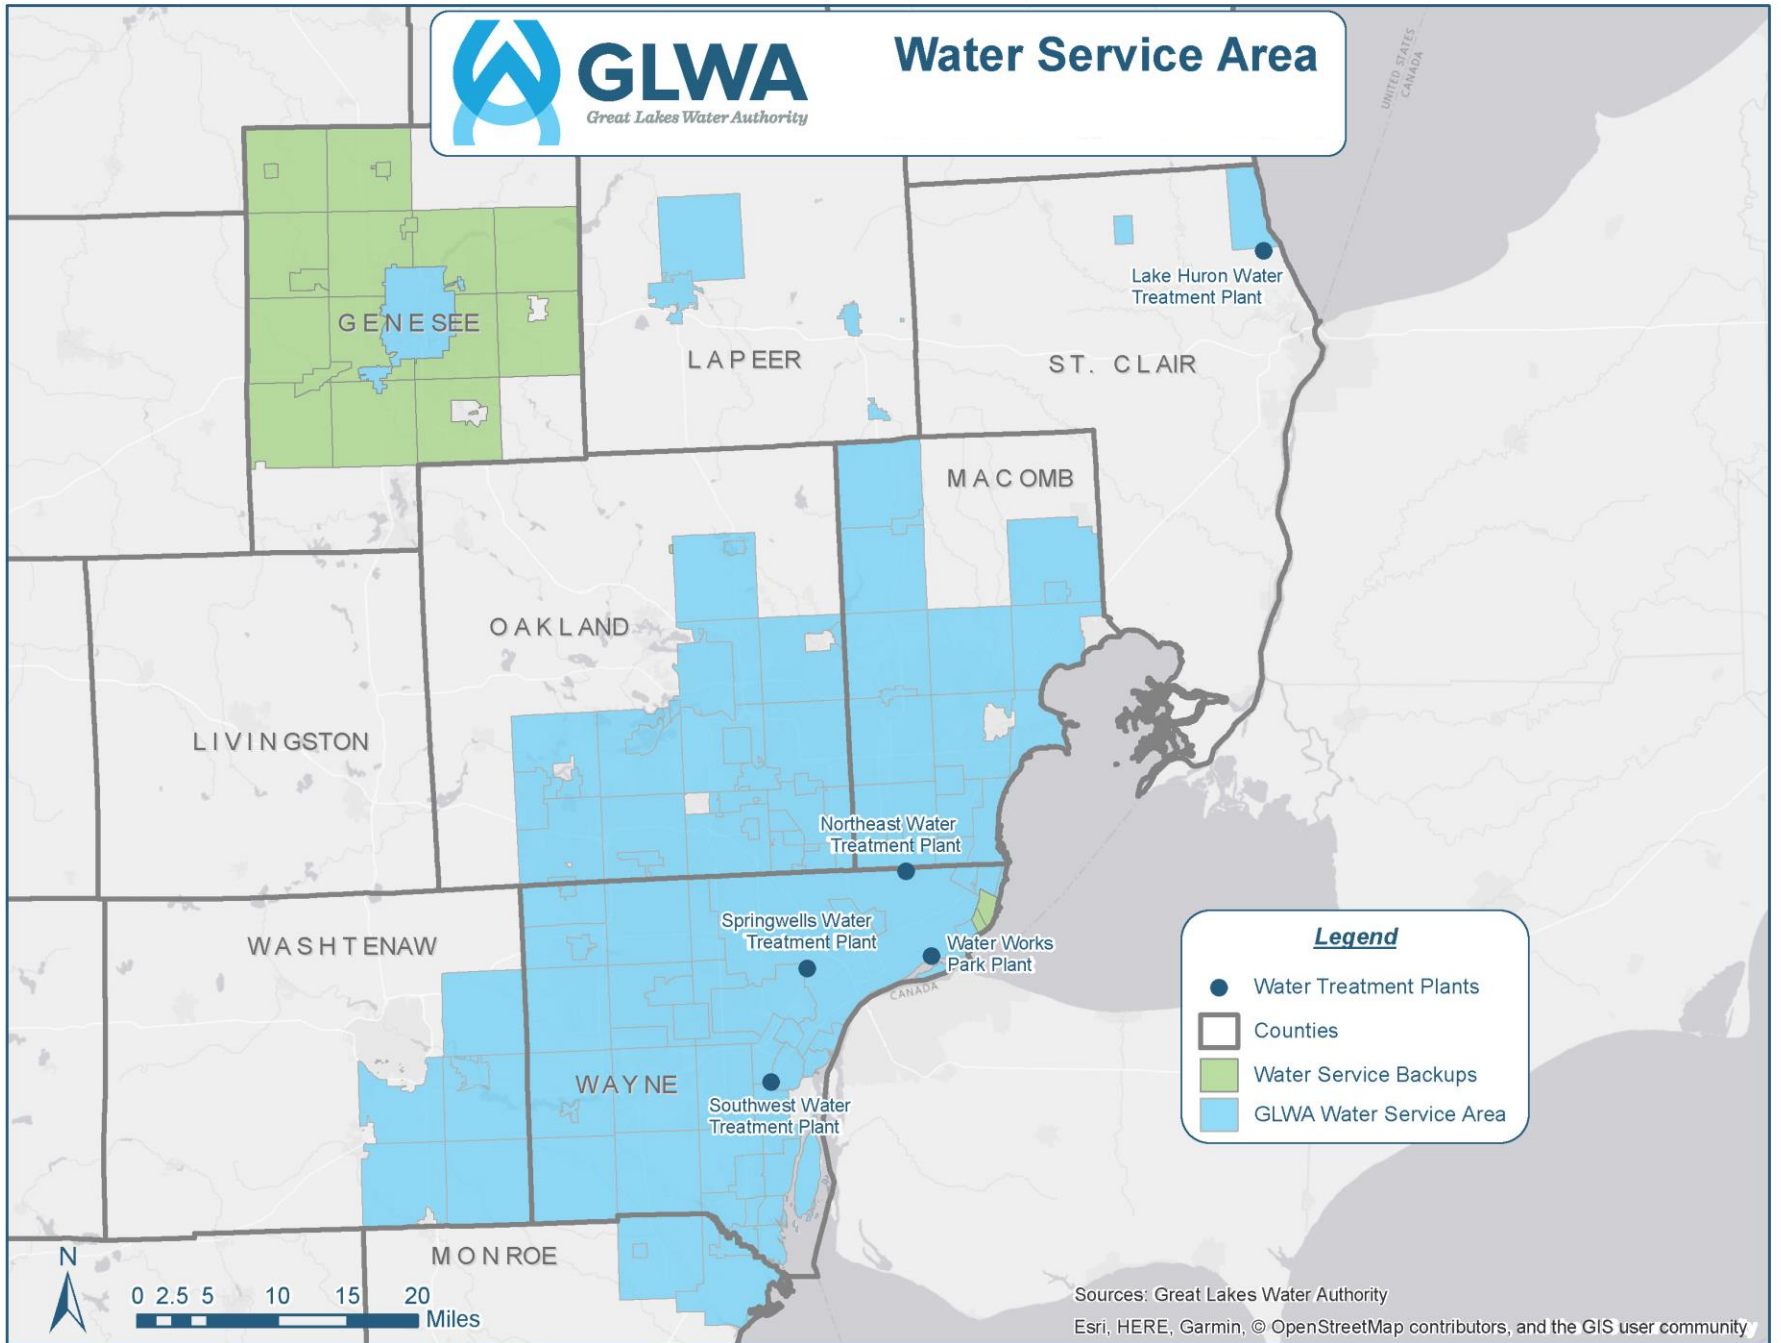 GLWA
Great Lakes Water Authority
Water Service Area
UNITED STATES
CANADA
Lake Huron Water
Treatment Plant
GENESEE
LAPEER
ST. CLAIR
MACOMB
OAKLAND
LIVINGSTON
Northeast Water
Treatment Plant
Springwells Water
Treatment Plant
WASHTENAW
Water Works
Park Plant
CANADA
WAYNE
Southwest Water
Treatment Plant
MONROE
Legend
Water Treatment Plants
Counties
Water Service Backups
GLWA Water Service Area
N
0 2.5 5 10 15 20
Miles
Sources: Great Lakes Water Authority
Esri, HERE, Garmin, © OpenStreetMap contributors, and the GIS user community